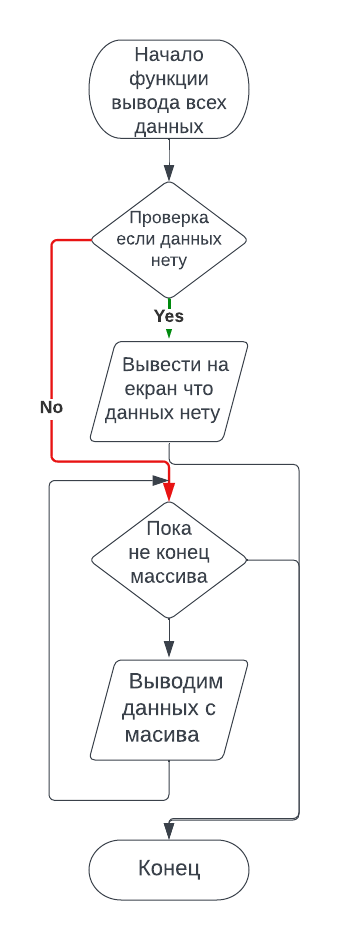 Начало
функции
вывода всех
данных
Проверка
если данных
нету
Yes
Вывести на
екран что
данных нету
No
Пока
не конец
массива
Выводим
данных с
масива
Конец